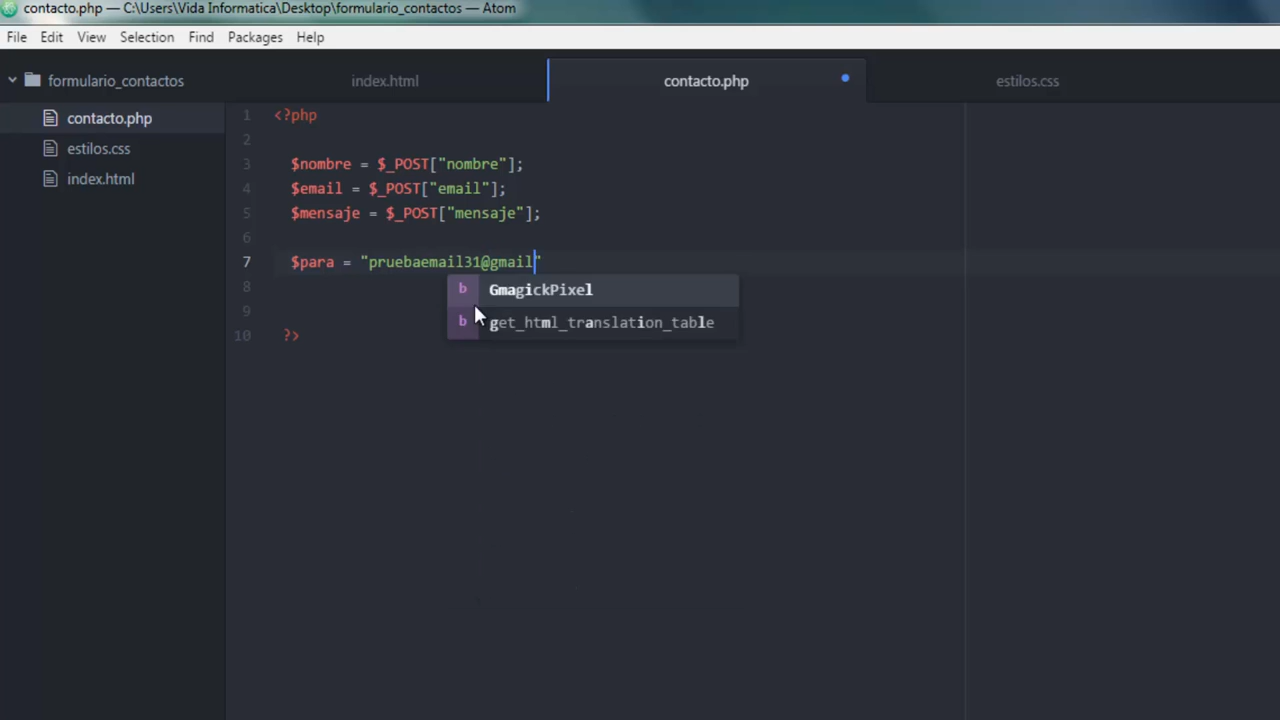 contacto.php — C:\Users\Vida Informatica\Desktop\formulario_contactos — Atom
File Edit View Selection Find Packages Help
formulario_contactos
index.html
contacto.php
estilos.css
contacto.php
estilos.css
index.html
1 <?php
2
3 $nombre = $_POST["nombre"];
4 $email = $_POST["email"];
5 $mensaje = $_POST["mensaje"];
6
7 $para = "pruebaemail31@gmail"
8
b GmagickPixel
9
b get_html_translation_table
10 ?>